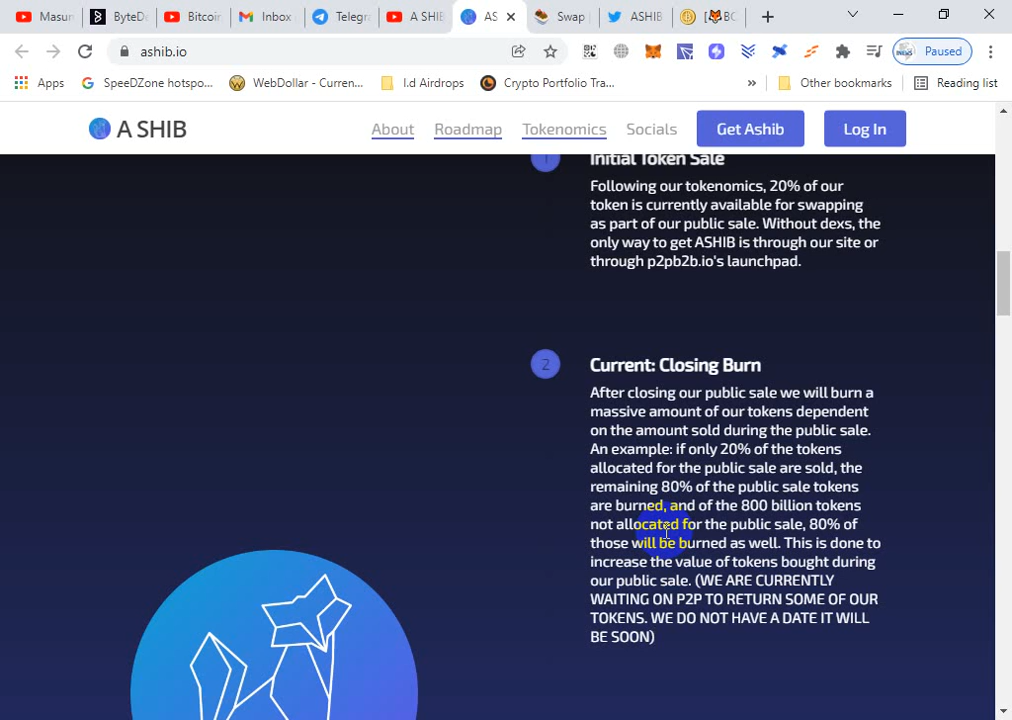 Masun
ByteD
Bitcoin
Inbox
Telegr
A SHIB
AS
Swap
ASHIB
BC
ashib.io
Paused
Apps
SpeeDZone hotspo...
WebDollar - Curren...
I.d Airdrops
Crypto Portfolio Tra...
»
Other bookmarks
Reading list
A SHIB
About
Roadmap
Tokenomics
Socials
Get Ashib
Log In
1
Initial Token Sale
Following our tokenomics, 20% of our
token is currently available for swapping
as part of our public sale. Without dexs, the
only way to get ASHIB is through our site or
through p2pb2b.io's launchpad.
2
Current: Closing Burn
After closing our public sale we will burn a
massive amount of our tokens dependent
on the amount sold during the public sale.
An example: if only 20% of the tokens
allocated for the public sale are sold, the
remaining 80% of the public sale tokens
are burned, and of the 800 billion tokens
not allocated for the public sale, 80% of
those will be burned as well. This is done to
increase the value of tokens bought during
our public sale. (WE ARE CURRENTLY
WAITING ON P2P TO RETURN SOME OF OUR
TOKENS. WE DO NOT HAVE A DATE IT WILL
BE SOON)